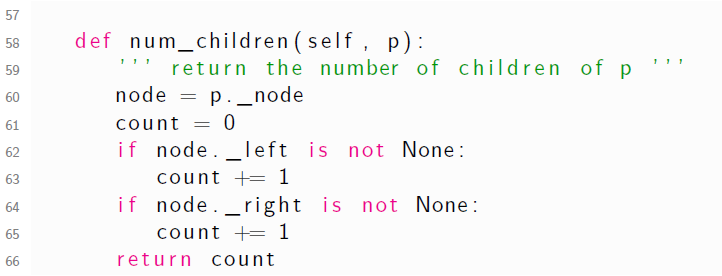 57
58 def num_children(self, p):
59 ''' return the number of children of p '''
60 node = p._node
61 count = 0
62 if node._left is not None:
63 count += 1
64 if node._right is not None:
65 count += 1
66 return count